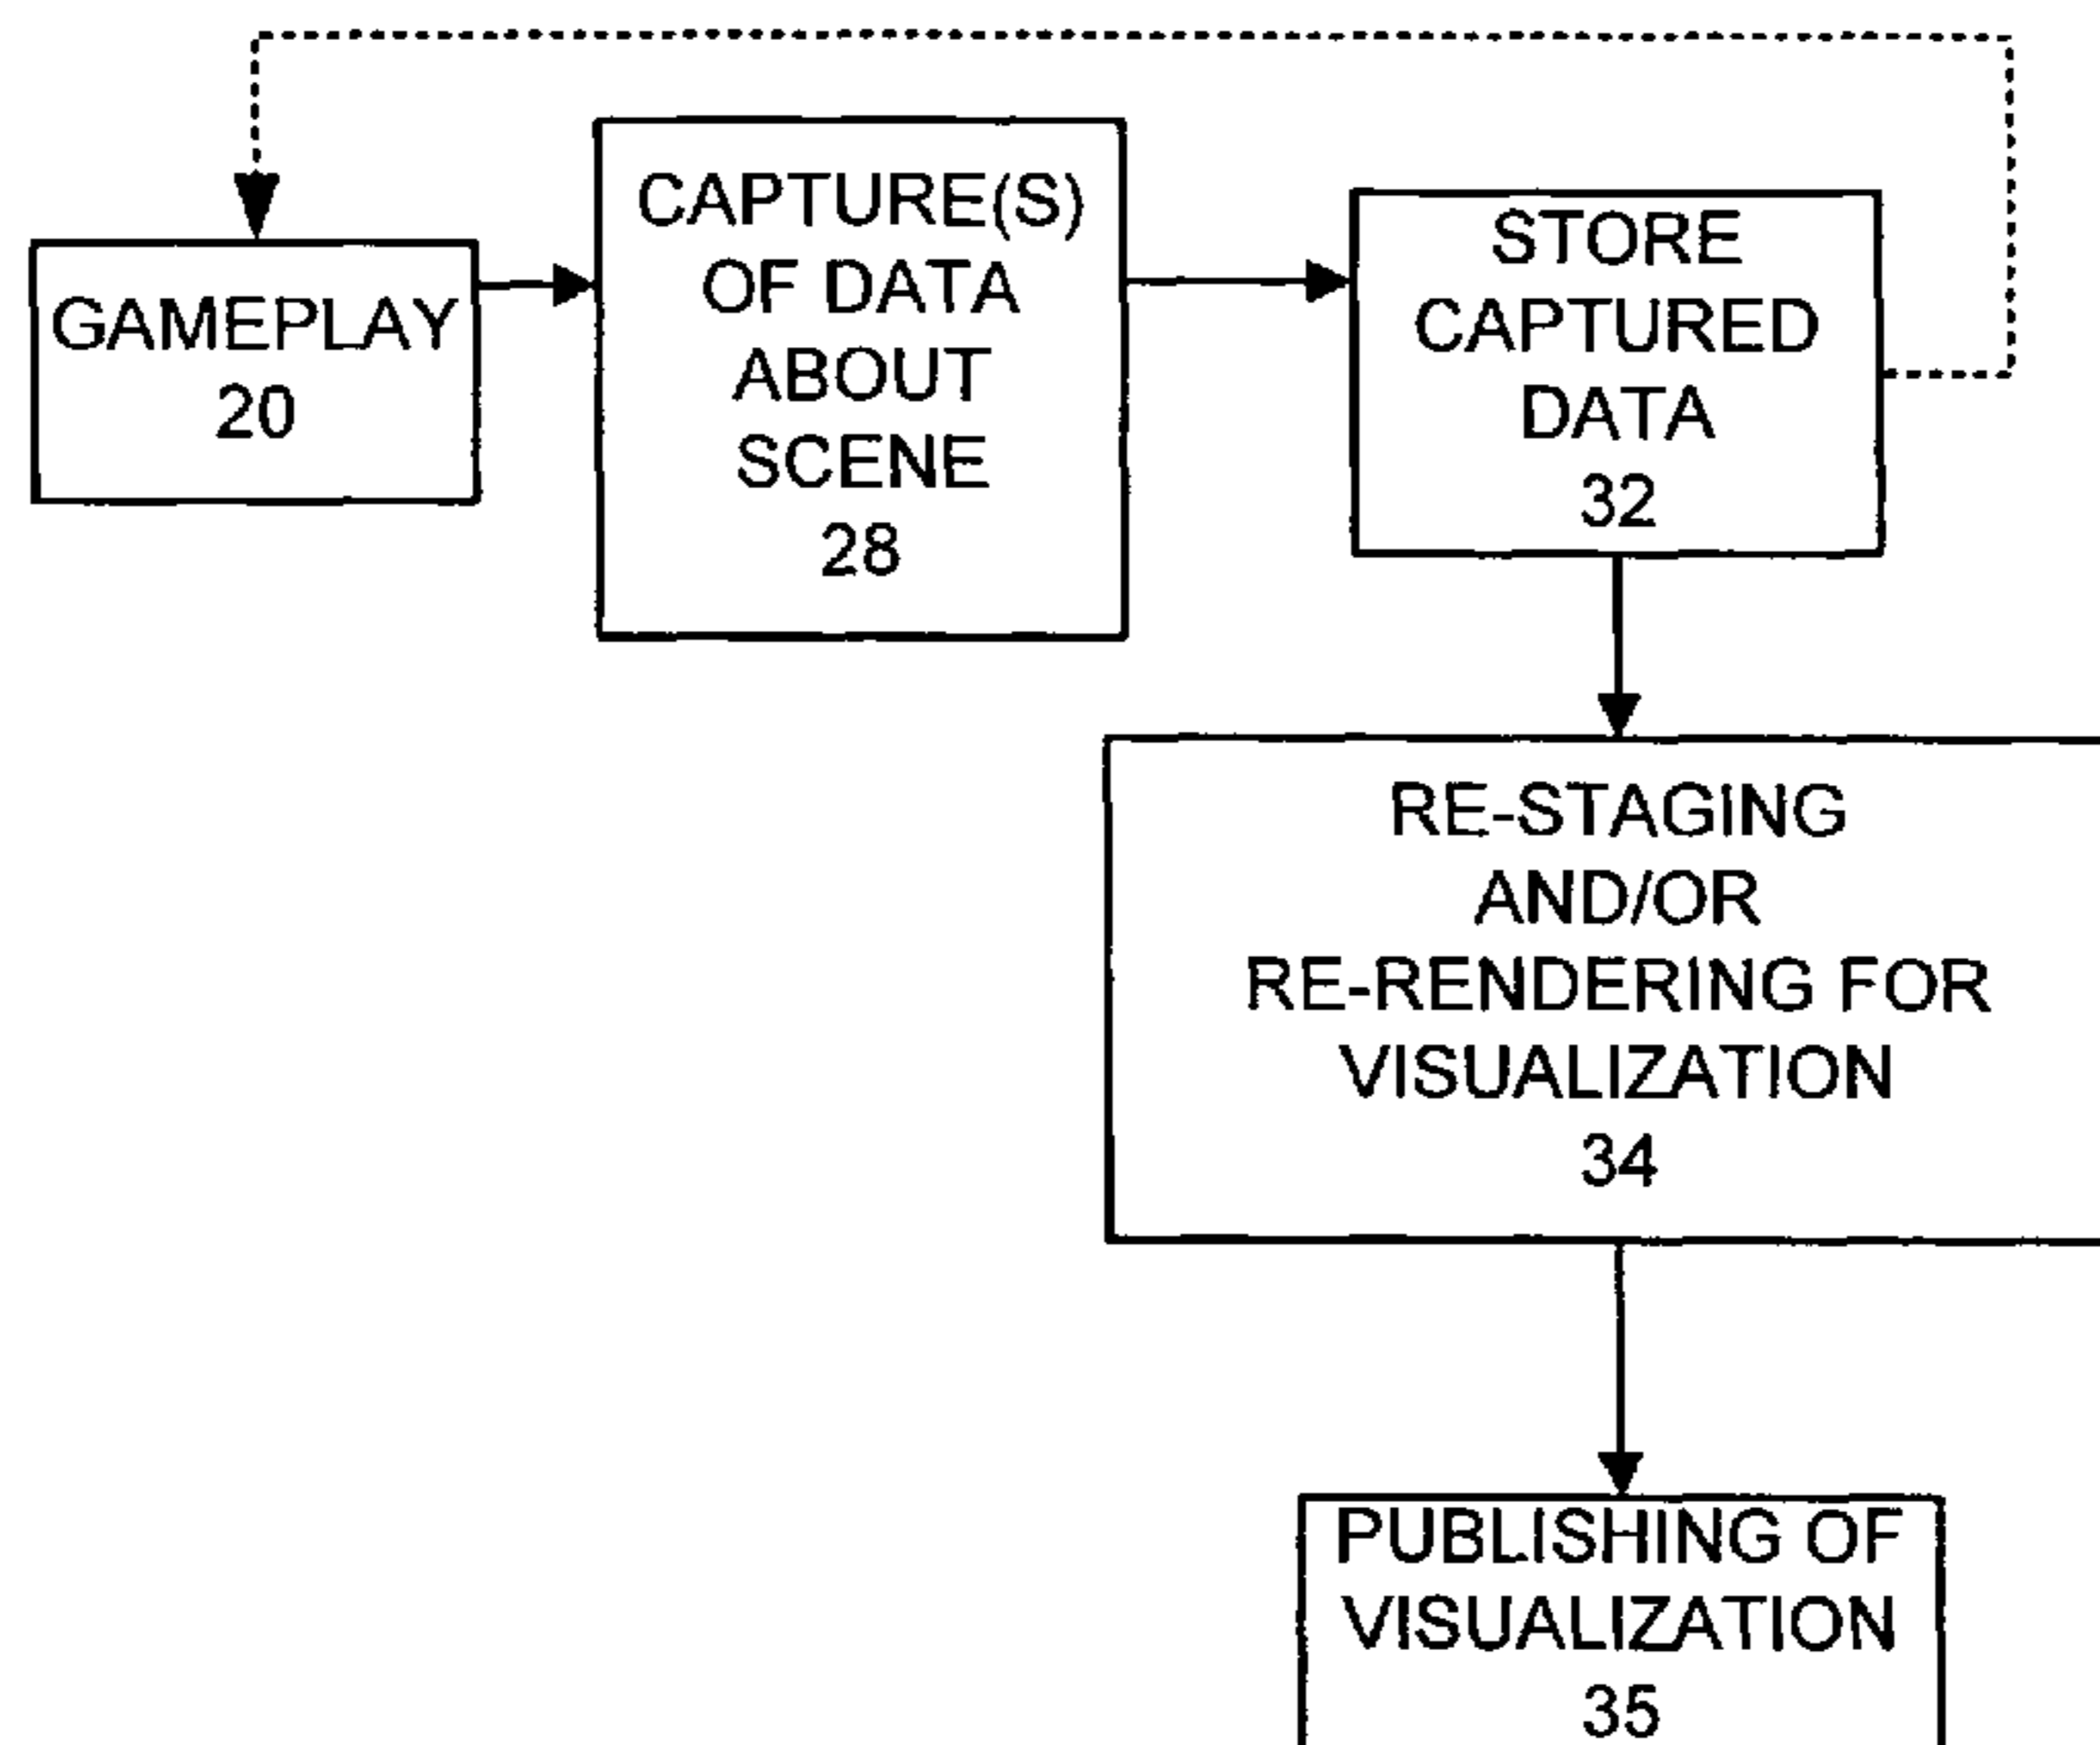 GAMEPLAY
20
CAPTURE(S)
OF DATA
ABOUT
SCENE
28
STORE
CAPTURED
DATA
32
RE-STAGING
AND/OR
RE-RENDERING FOR
VISUALIZATION
34
PUBLISHING OF
VISUALIZATION
35